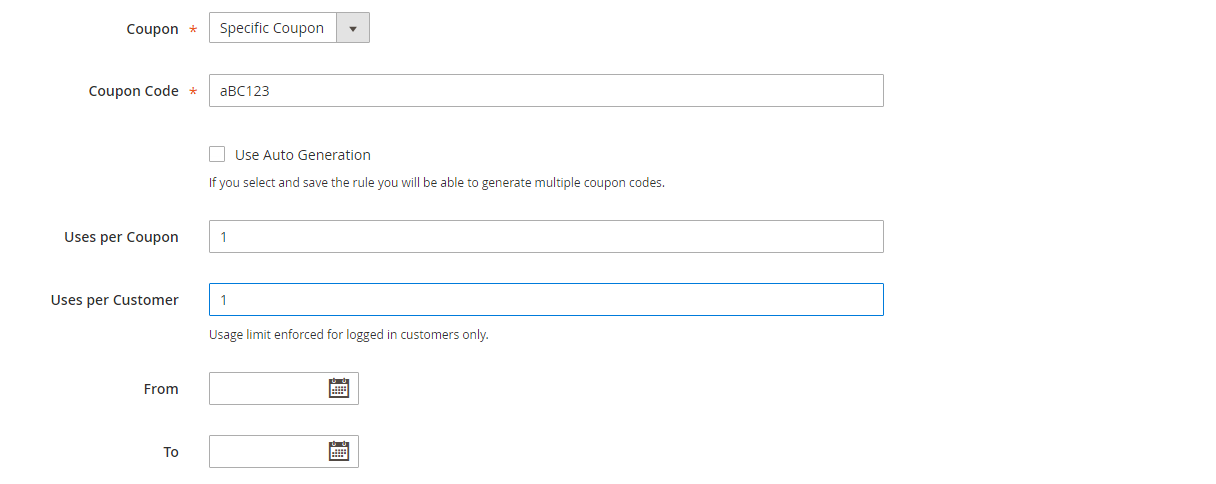 Coupon * Specific Coupon
Coupon Code * aBC123
Use Auto Generation
If you select and save the rule you will be able to generate multiple coupon codes.
Uses per Coupon 1
Uses per Customer 1
Usage limit enforced for logged in customers only.
From
To